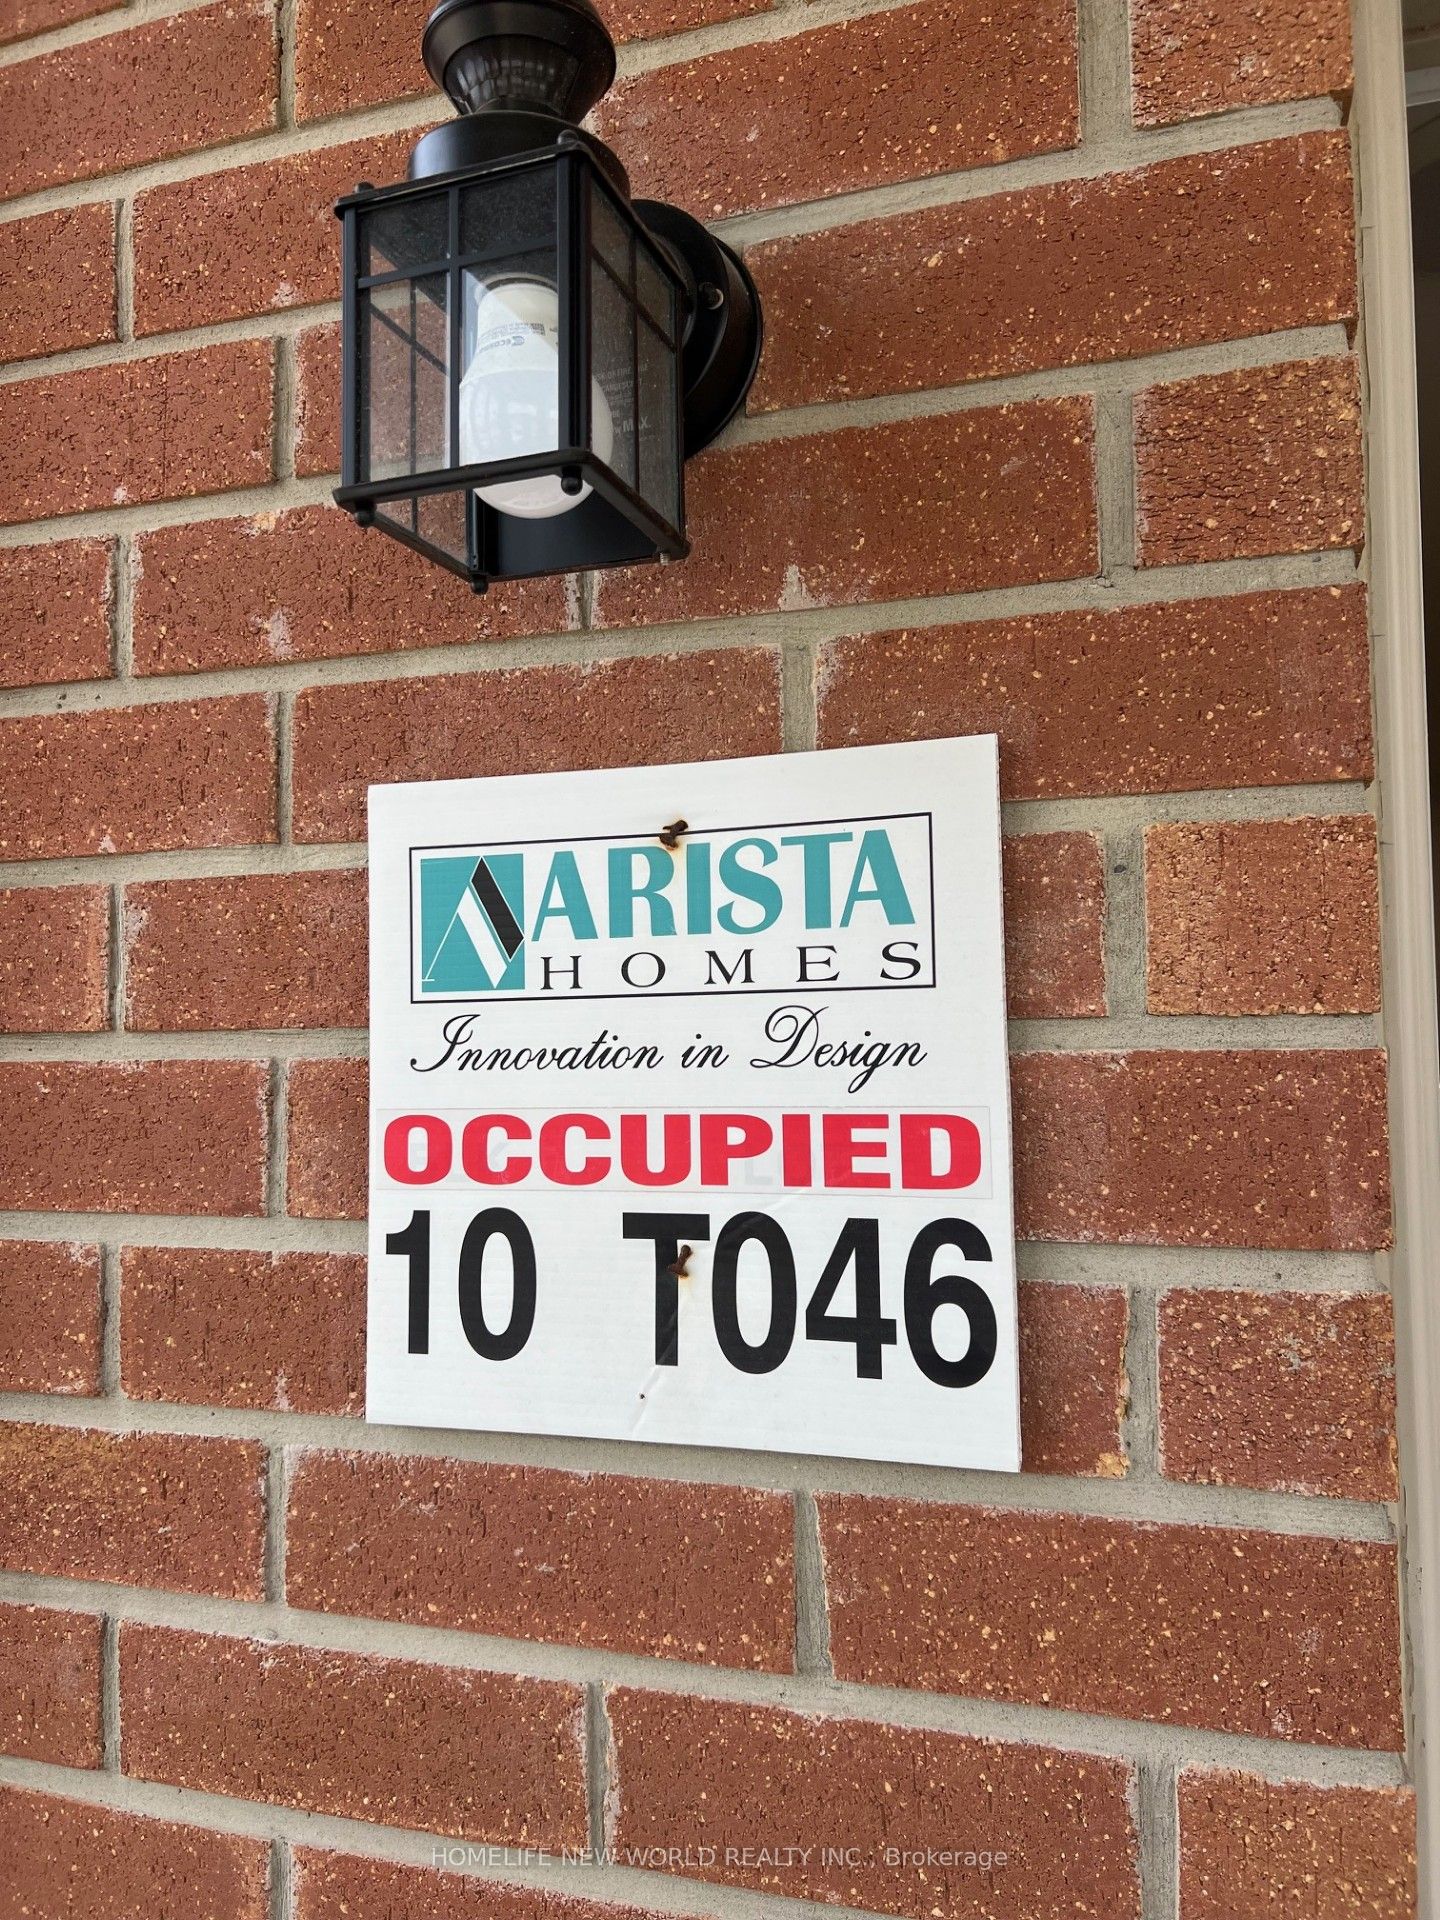 ARISTA
HOMES
Innovation in Design
OCCUPIED
10 T046
HOMELIFE NEW WORLD REALTY INC., Brokerage